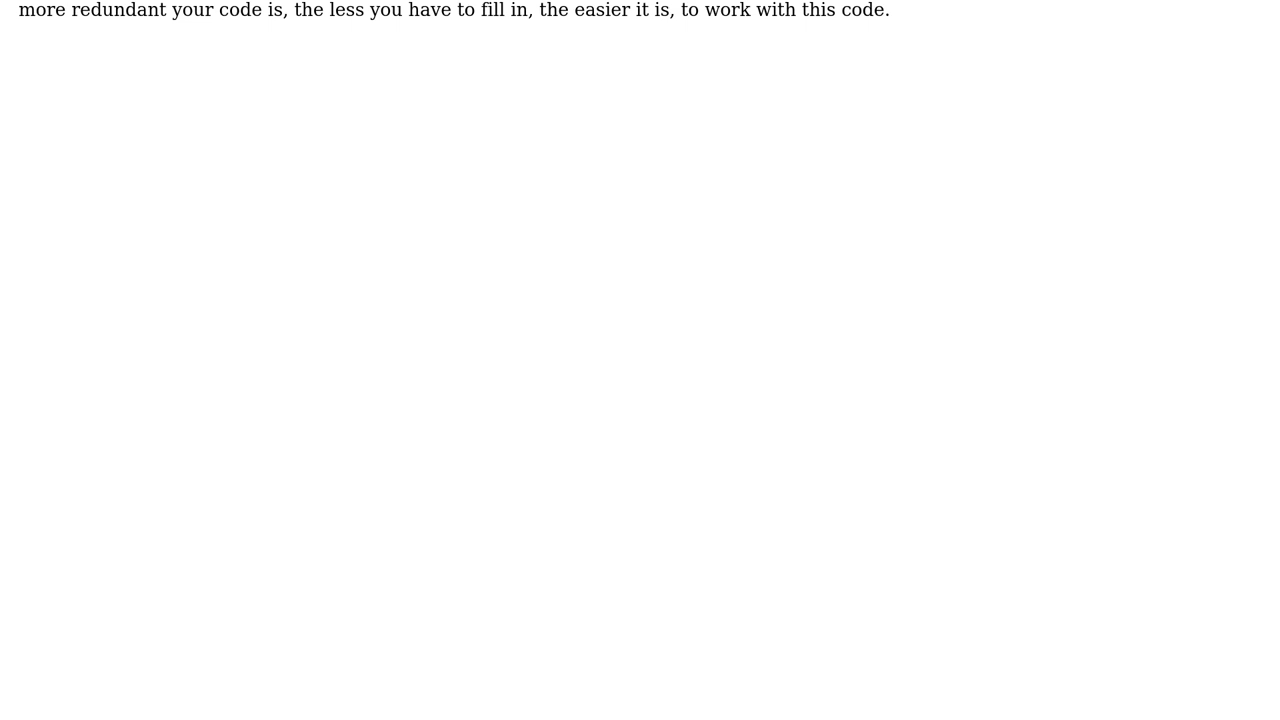 more redundant your code is, the less you have to fill in, the easier it is, to work with this code.